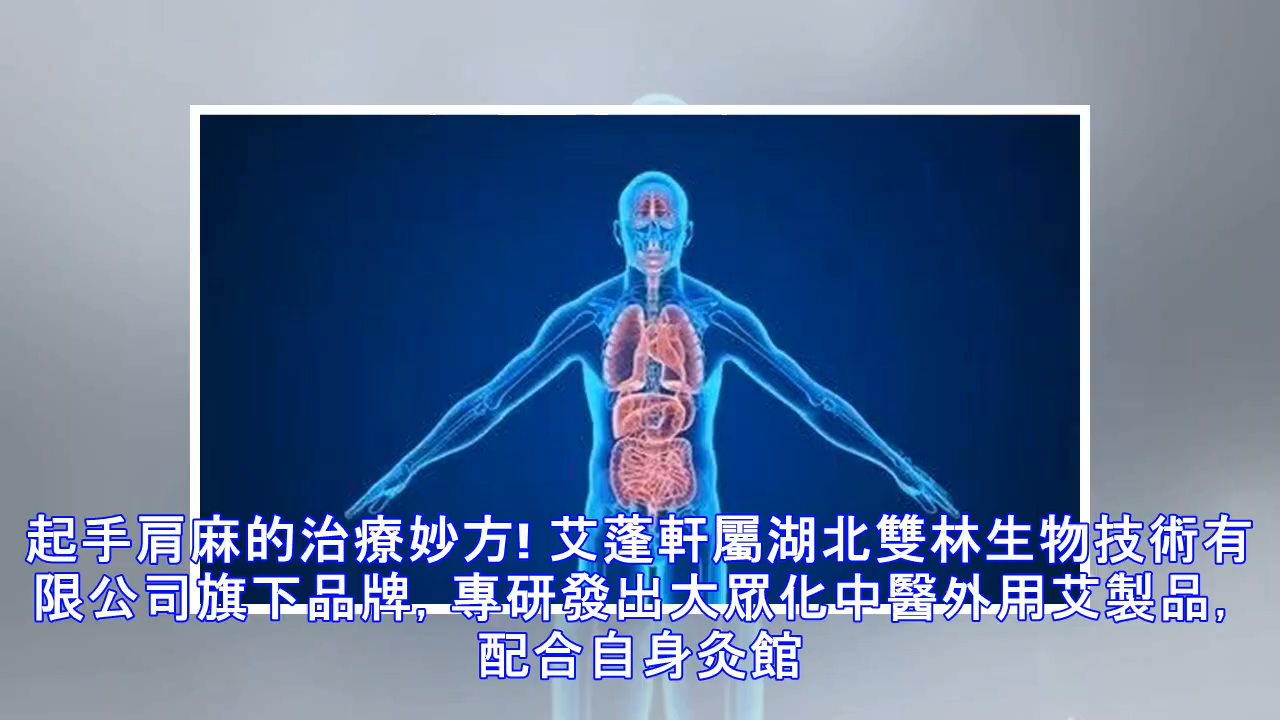 起手肩麻的治療妙方! 艾蓬軒屬湖北雙林生物技術有
限公司旗下品牌, 專研發出大眾化中醫外用艾製品,
配合自身灸館